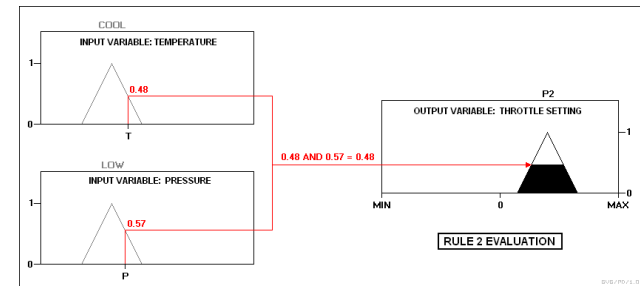 COOL
INPUT VARIABLE: TEMPERATURE
1
0.48
0
T
LOW
INPUT VARIABLE: PRESSURE
1
0.57
0
P
0.48 AND 0.57 = 0.48
P2
OUTPUT VARIABLE: THROTTLE SETTING
1
0
MIN
0
MAX
RULE 2 EVALUATION